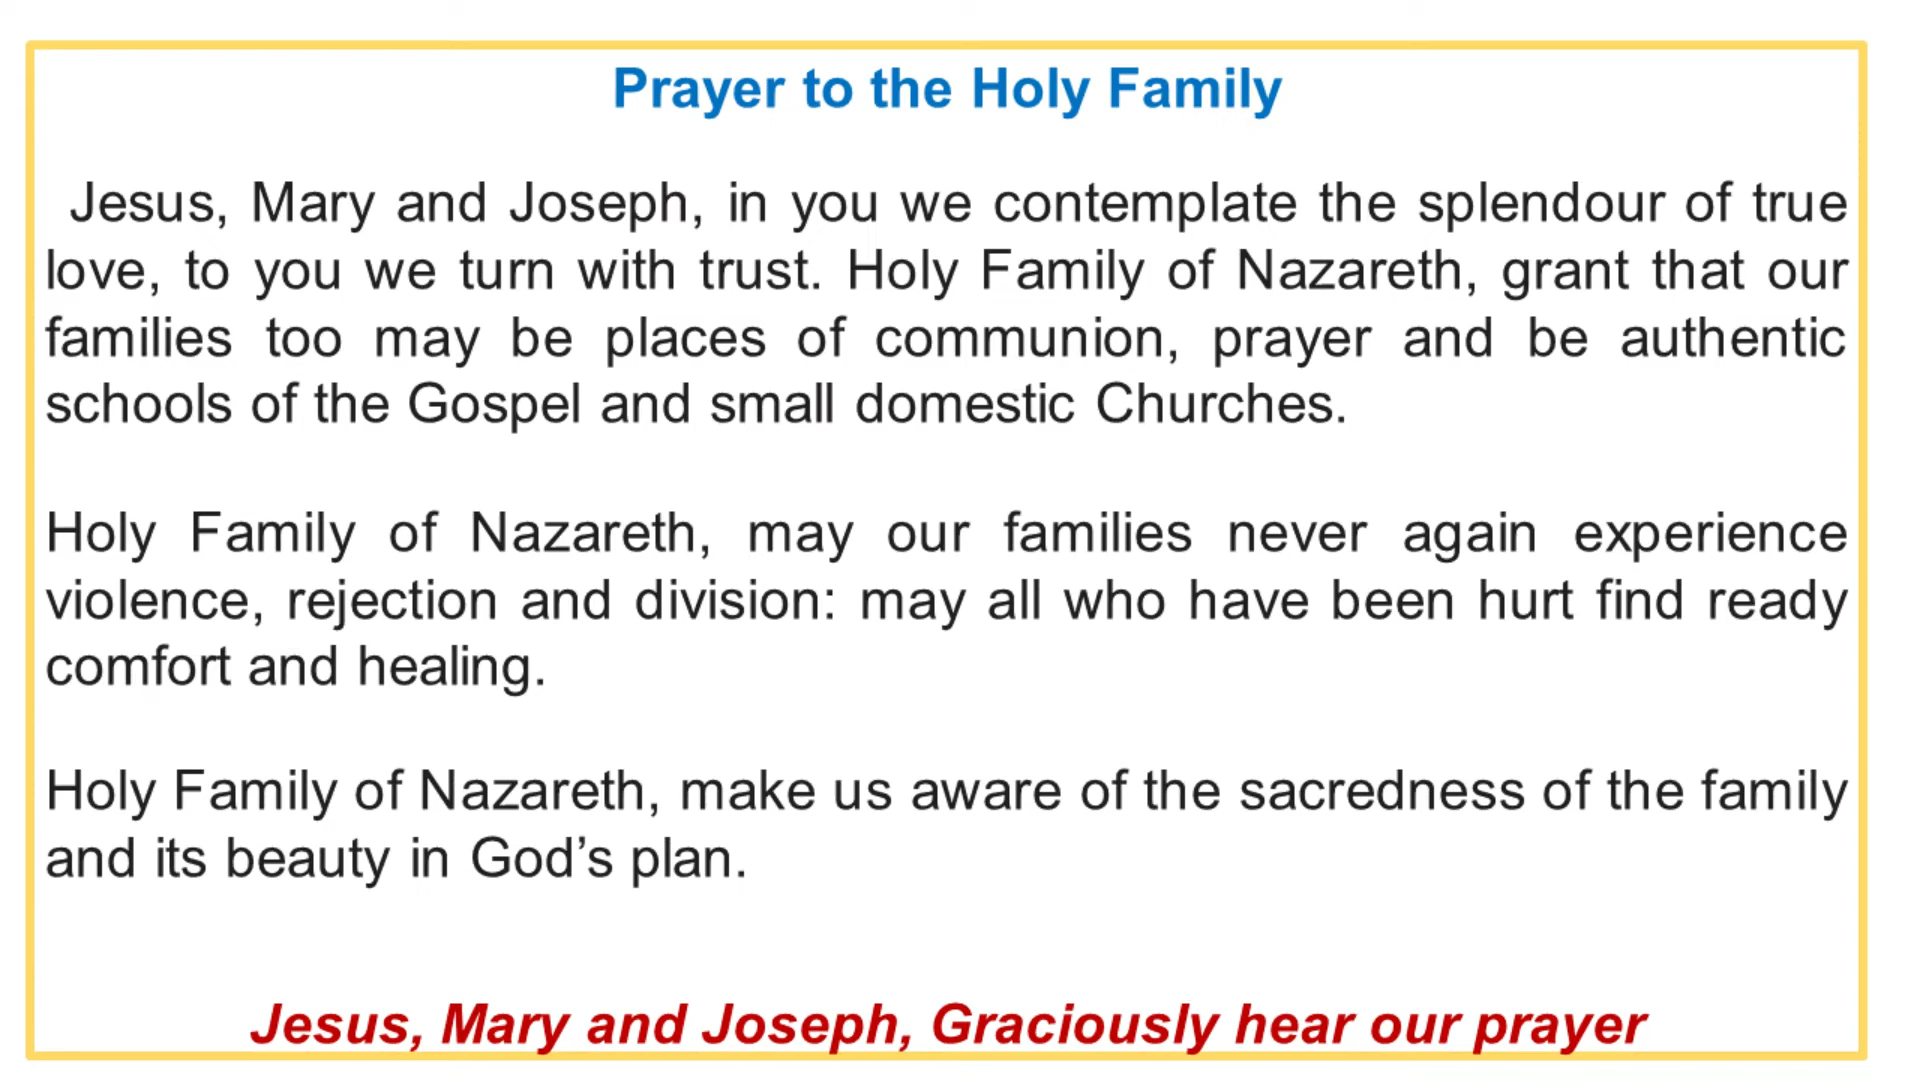 Prayer to the Holy Family
Jesus, Mary and Joseph, in you we contemplate the splendour of true
love, to you we turn with trust. Holy Family of Nazareth, grant that our
families too may be places of communion, prayer and be authentic
schools of the Gospel and small domestic Churches.
Holy Family of Nazareth, may our families never again experience
violence, rejection and division: may all who have been hurt find ready
comfort and healing.
Holy Family of Nazareth, make us aware of the sacredness of the family
and its beauty in God’s plan.
Jesus, Mary and Joseph, Graciously hear our prayer